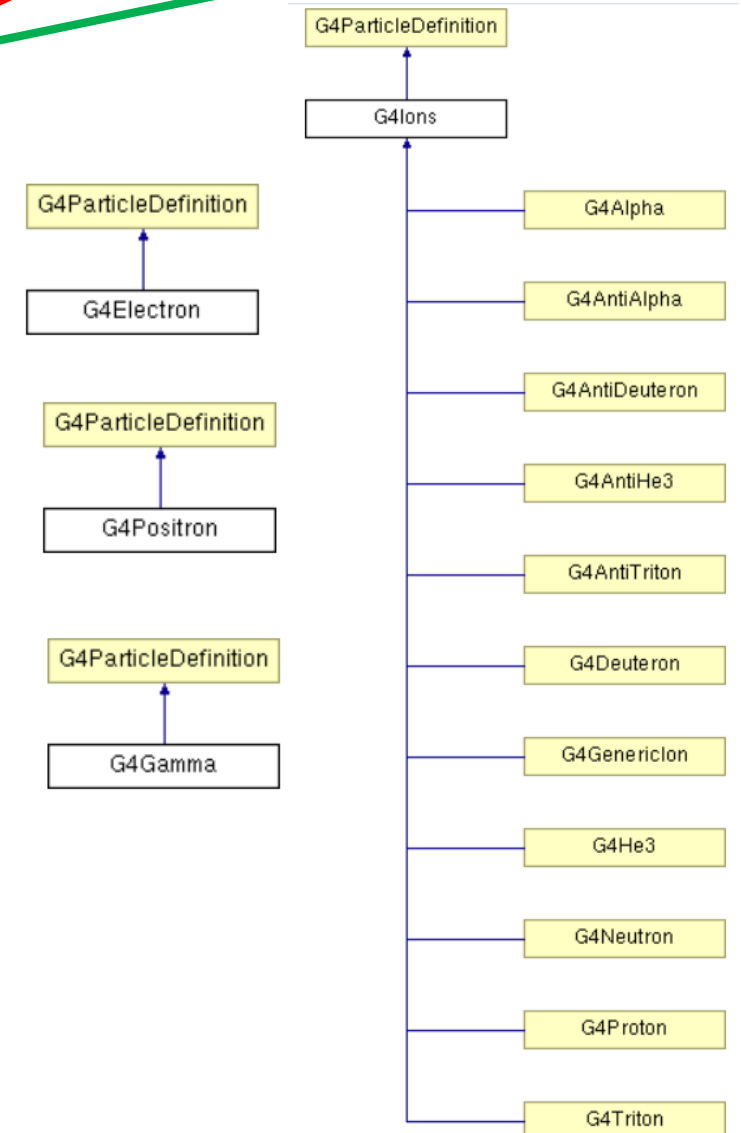 G4ParticleDefinition
G4Ions
G4Alpha
G4AntiAlpha
G4AntiDeuteron
G4AntiHe3
G4AntiTriton
G4Deuteron
G4GenericIon
G4He3
G4Neutron
G4Proton
G4Triton
G4ParticleDefinition
G4Electron
G4ParticleDefinition
G4Positron
G4ParticleDefinition
G4Gamma